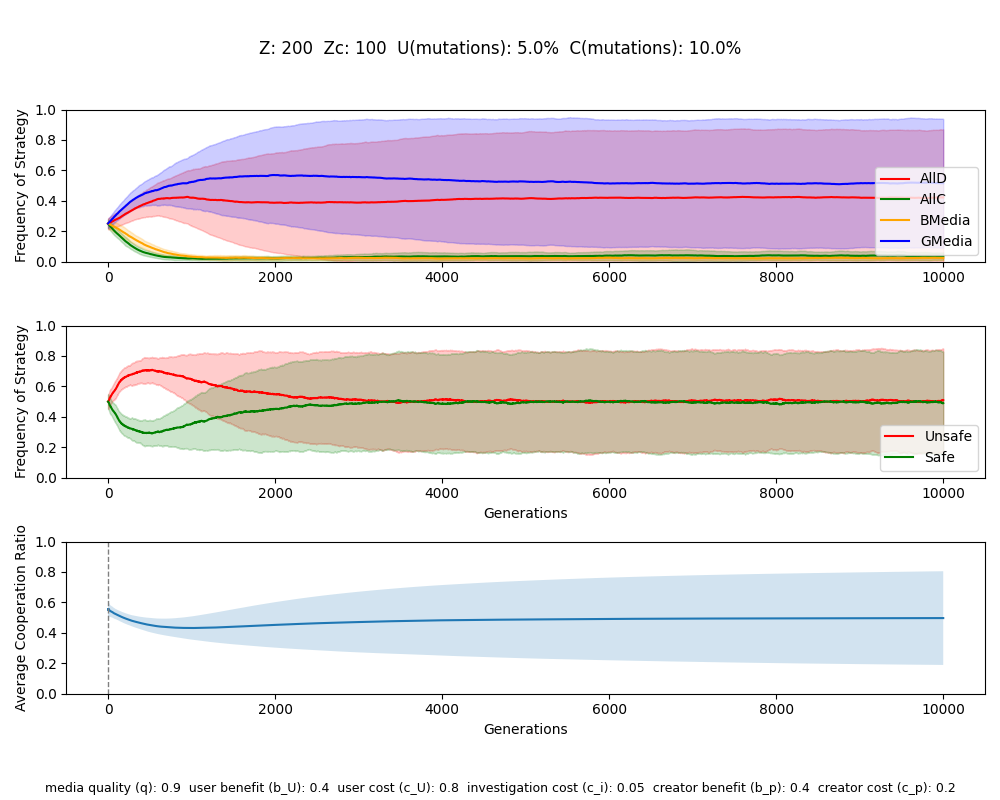 Z: 200  Zc: 100  U(mutations): 5.0%  C(mutations): 10.0%
Frequency of Strategy
1.0
0.8
0.6
0.4
0.2
0.0
AllD
AllC
BMedia
GMedia
0 2000 4000 6000 8000 10000
Frequency of Strategy
1.0
0.8
0.6
0.4
0.2
0.0
Unsafe
Safe
0 2000 4000 6000 8000 10000
Generations
Average Cooperation Ratio
1.0
0.8
0.6
0.4
0.2
0.0
0 2000 4000 6000 8000 10000
Generations
media quality (q): 0.9  user benefit (b_U): 0.4  user cost (c_U): 0.8  investigation cost (c_i): 0.05  creator benefit (b_p): 0.4  creator cost (c_p): 0.2